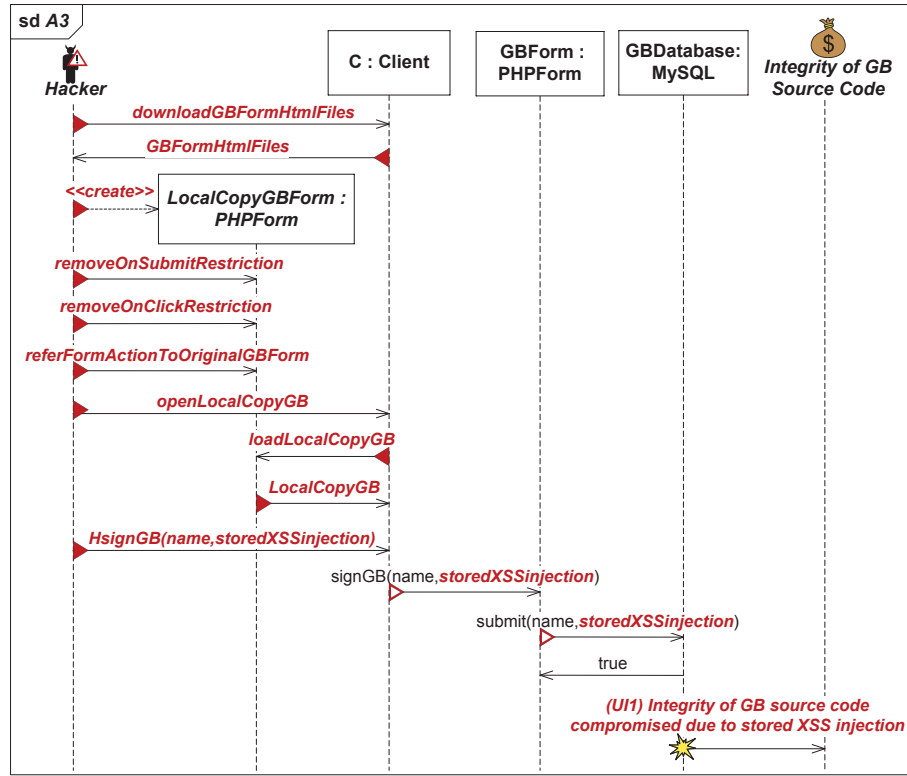 sd A3
Hacker
C : Client
GBForm :
PHPForm
GBDatabase:
MySQL
$
Integrity of GB
Source Code
downloadGBFormHtmlFiles
GBFormHtmlFiles
<<create>>
LocalCopyGBForm :
PHPForm
removeOnSubmitRestriction
removeOnClickRestriction
referFormActionToOriginalGBForm
openLocalCopyGB
loadLocalCopyGB
LocalCopyGB
HsignGB(name,storedXSSinjection)
signGB(name,storedXSSinjection)
submit(name,storedXSSinjection)
true
(UI1) Integrity of GB source code
compromised due to stored XSS injection